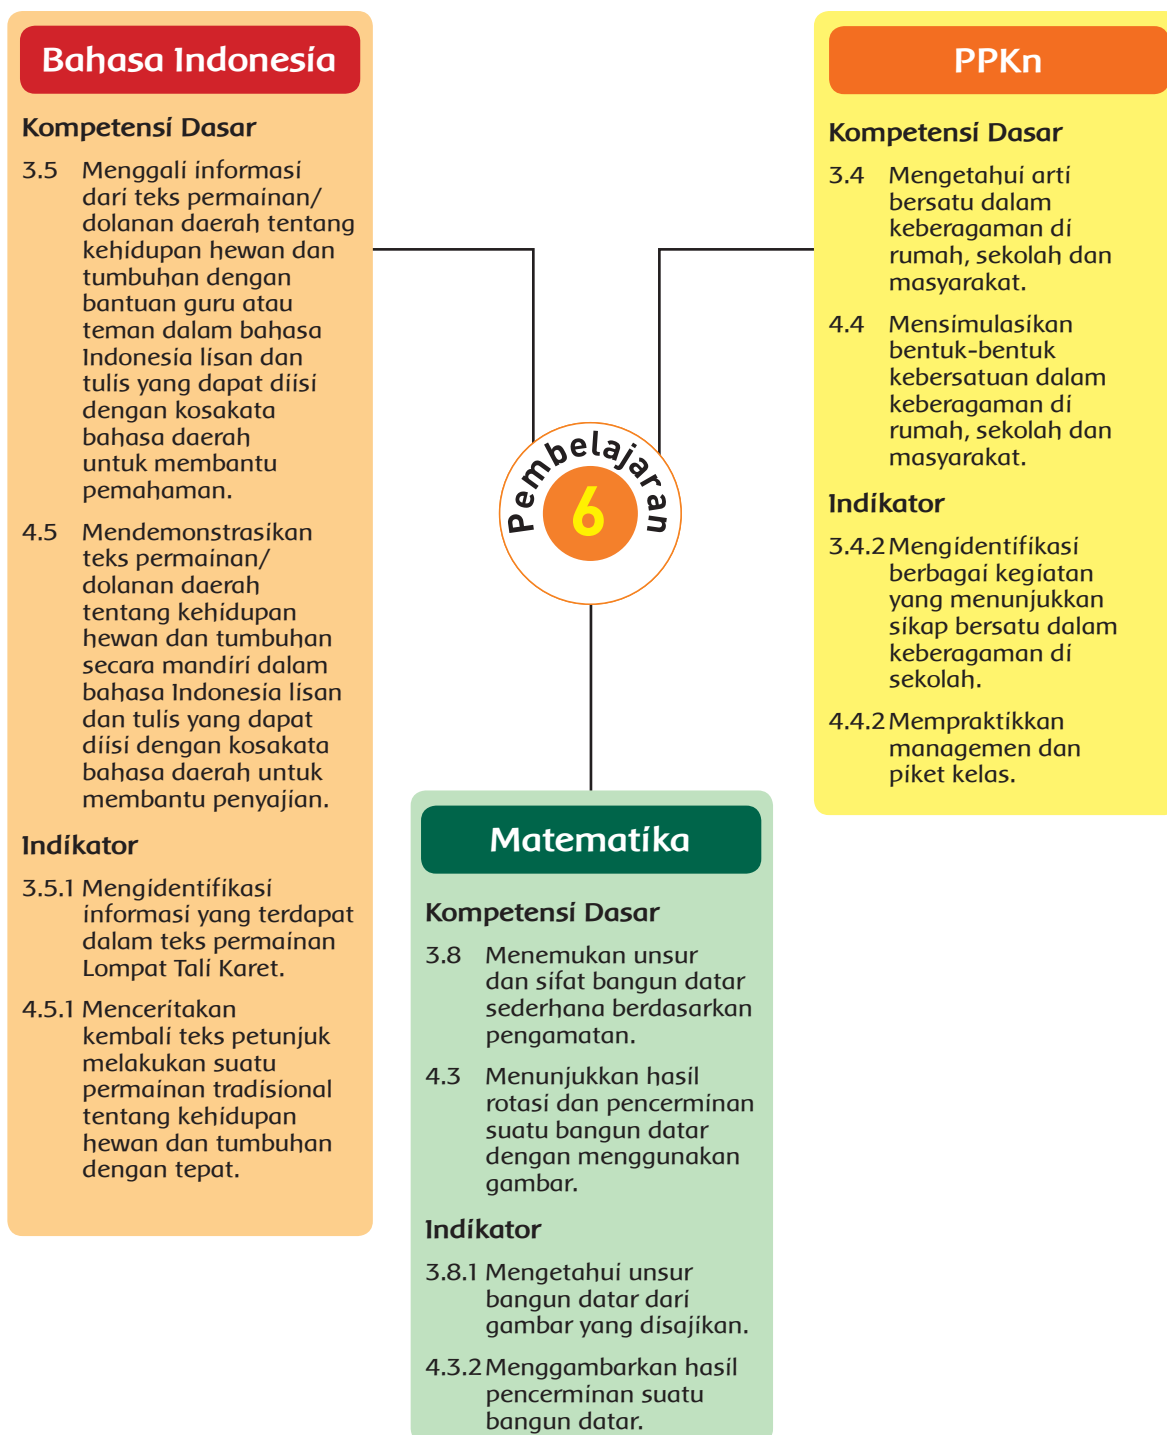 Bahasa Indonesia
Kompetensi Dasar
3.5 Menggali informasi
dari teks permainan/
dolanan daerah tentang
kehidupan hewan dan
tumbuhan dengan
bantuan guru atau
teman dalam bahasa
Indonesia lisan dan
tulis yang dapat diisi
dengan kosakata
bahasa daerah
untuk membantu
pemahaman.
4.5 Mendemonstrasikan
teks permainan/
dolanan daerah
tentang kehidupan
hewan dan tumbuhan
secara mandiri dalam
bahasa Indonesia lisan
dan tulis yang dapat
diisi dengan kosakata
bahasa daerah untuk
membantu penyajian.
Indikator
3.5.1 Mengidentifikasi
informasi yang terdapat
dalam teks permainan
Lompat Tali Karet.
4.5.1 Menceritakan
kembali teks petunjuk
melakukan suatu
permainan tradisional
tentang kehidupan
hewan dan tumbuhan
dengan tepat.
PPKn
Kompetensi Dasar
3.4 Mengetahui arti
bersatu dalam
keberagaman di
rumah, sekolah dan
masyarakat.
4.4 Mensimulasikan
bentuk-bentuk
kebersatuan dalam
keberagaman di
rumah, sekolah dan
masyarakat.
Indikator
3.4.2 Mengidentifikasi
berbagai kegiatan
yang menunjukkan
sikap bersatu dalam
keberagaman di
sekolah.
4.4.2 Mempraktikkan
managemen dan
piket kelas.
Pembelajaran
6
Matematika
Kompetensi Dasar
3.8 Menemukan unsur
dan sifat bangun datar
sederhana berdasarkan
pengamatan.
4.3 Menunjukkan hasil
rotasi dan pencerminan
suatu bangun datar
dengan menggunakan
gambar.
Indikator
3.8.1 Mengetahui unsur
bangun datar dari
gambar yang disajikan.
4.3.2 Menggambarkan hasil
pencerminan suatu
bangun datar.